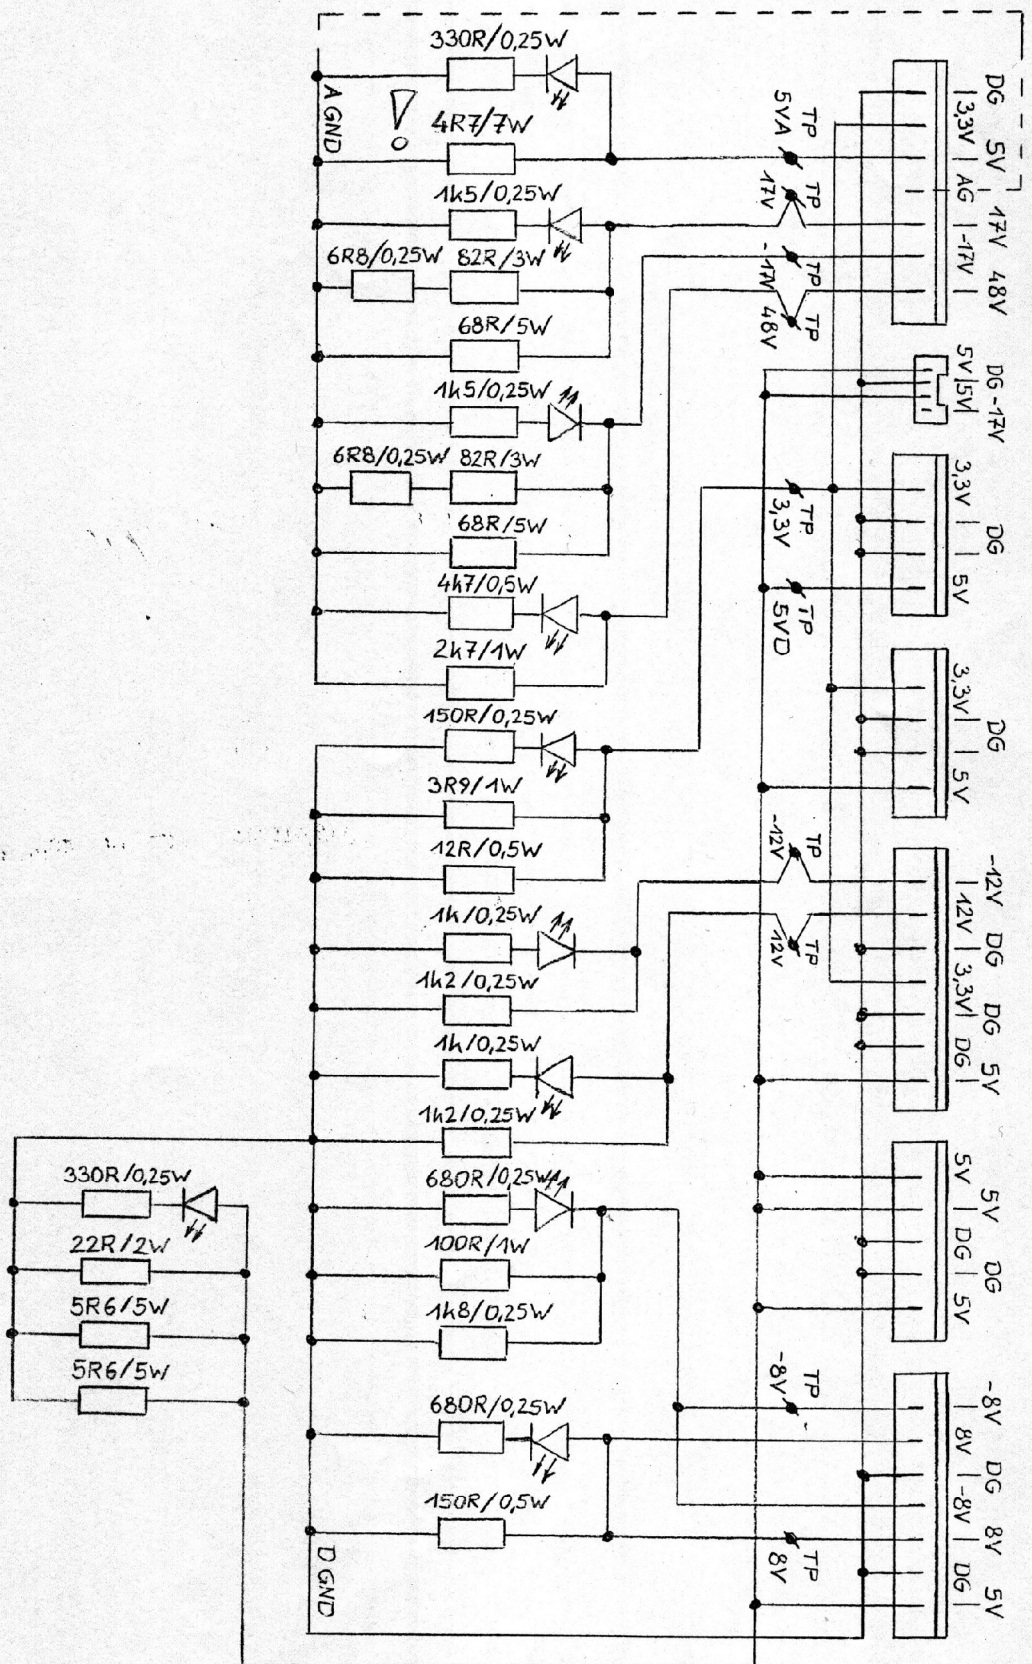 330R/0,25W
4R7/7W
!
A GND
1k5/0,25W
6R8/0,25W
82R/3W
68R/5W
1k5/0,25W
6R8/0,25W
82R/3W
68R/5W
4k7/0,5W
2k7/1W
150R/0,25W
3R9/1W
12R/0,5W
1k/0,25W
1k2/0,25W
1k/0,25W
1k2/0,25W
680R/0,25W
100R/1W
1k8/0,25W
680R/0,25W
150R/0,5W
D GND
330R/0,25W
22R/2W
5R6/5W
5R6/5W
TP
5VA
TP
17V
TP
-17V
TP
48V
TP
3,3V
TP
5VD
TP
-12V
TP
12V
TP
-8V
TP
8V
DG 5V 17V 48V
3,3V AG -17V
DG -17V
5V 5V
DG
3,3V 5V
DG
3,3V 5V
-12V DG DG 5V
12V 3,3V DG
5V DG
5V DG 5V
-8V DG 8V 5V
8V -8V DG